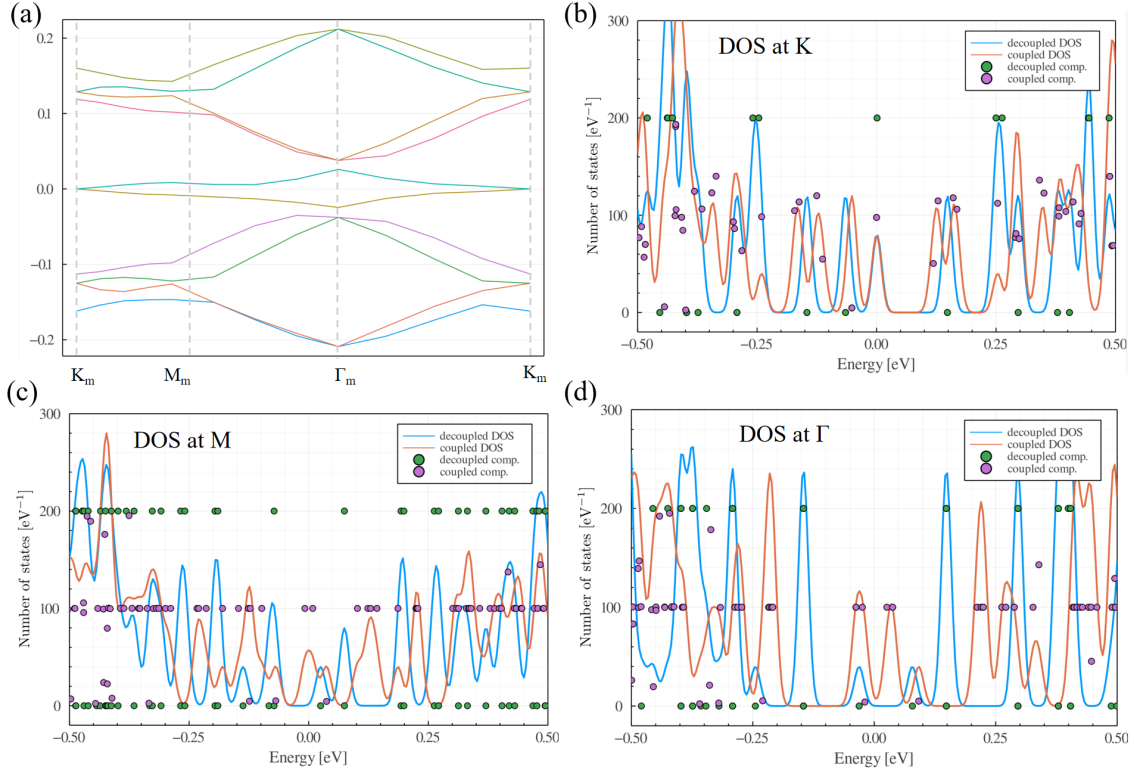 (a)
0.2
0.1
0.0
−0.1
−0.2
K_m
M_m
Γ_m
K_m
(b)
DOS at K
decoupled DOS
coupled DOS
decoupled comp.
coupled comp.
Number of states [eV⁻¹]
300
200
100
0
−0.50
−0.25
0.00
0.25
0.50
Energy [eV]
(c)
DOS at M
decoupled DOS
coupled DOS
decoupled comp.
coupled comp.
Number of states [eV⁻¹]
300
200
100
0
−0.50
−0.25
0.00
0.25
0.50
Energy [eV]
(d)
DOS at Γ
decoupled DOS
coupled DOS
decoupled comp.
coupled comp.
Number of states [eV⁻¹]
300
200
100
0
−0.50
−0.25
0.00
0.25
0.50
Energy [eV]